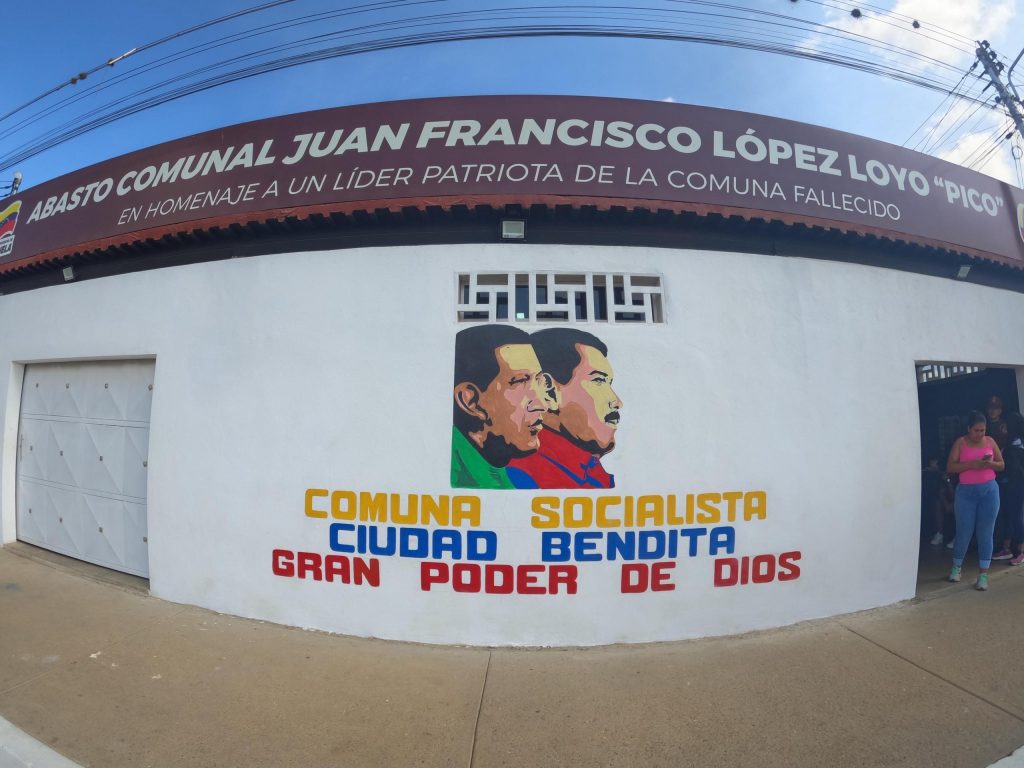 ABASTO COMUNAL JUAN FRANCISCO LÓPEZ LOYO "PICO"
EN HOMENAJE A UN LÍDER PATRIOTA DE LA COMUNA FALLECIDO
COMUNA SOCIALISTA
CIUDAD BENDITA
GRAN PODER DE DIOS